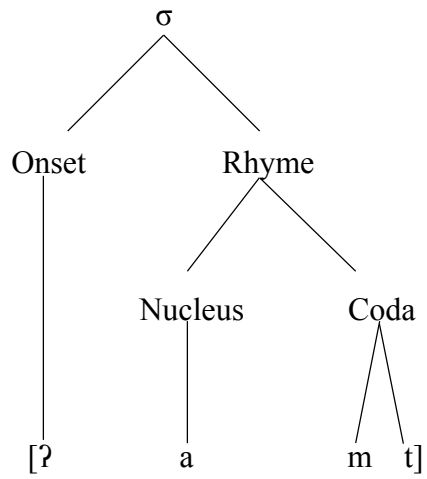 σ
Onset Rhyme
Nucleus Coda
[ʔ a m t]